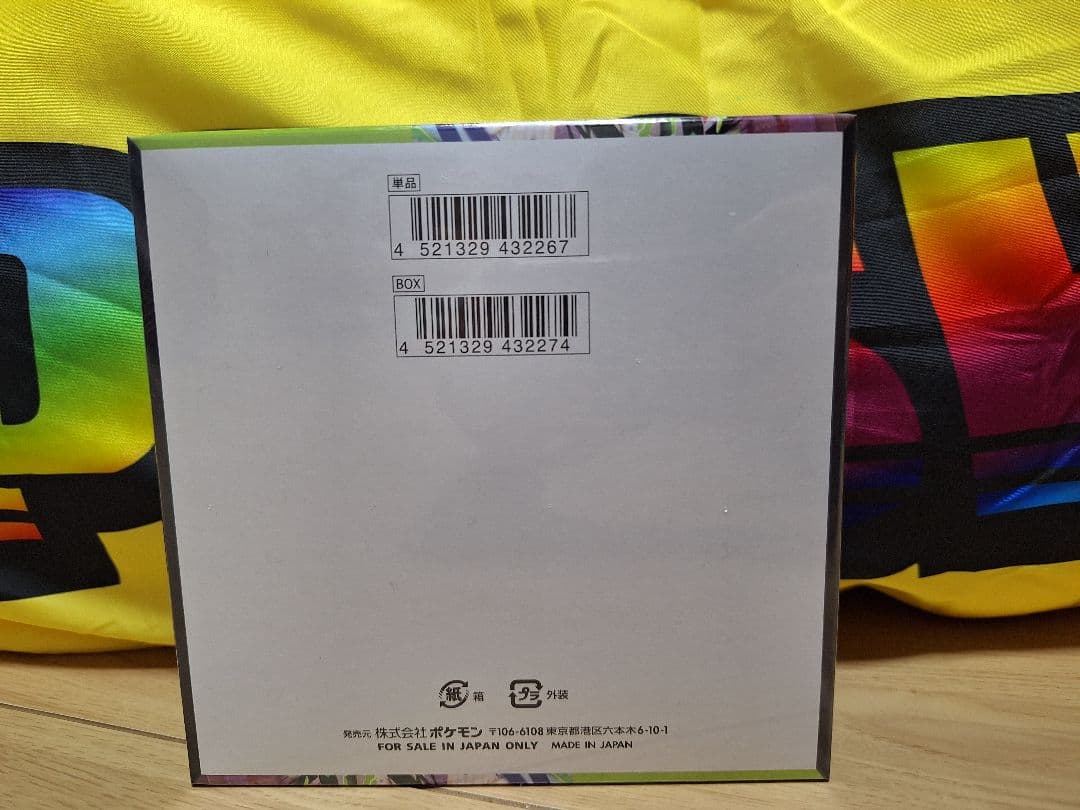 単品
4 521329 432267
BOX
4 521329 432274
紙 箱 プラ 外装
発売元 株式会社 ポケモン 〒106-6108 東京都港区六本木6-10-1
FOR SALE IN JAPAN ONLY MADE IN JAPAN